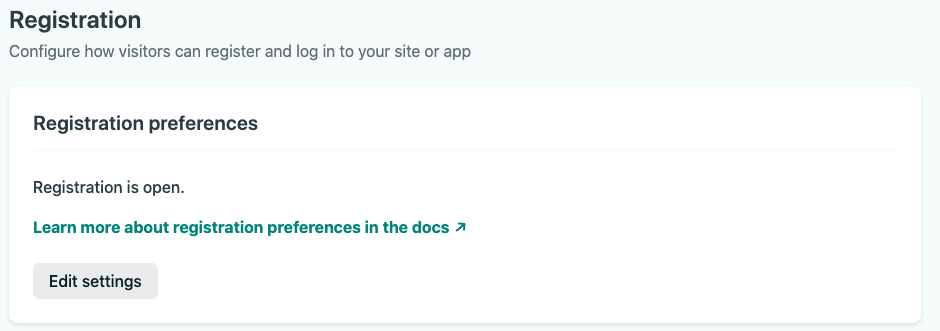 Registration
Configure how visitors can register and log in to your site or app
Registration preferences
Registration is open.
Learn more about registration preferences in the docs ↗
Edit settings